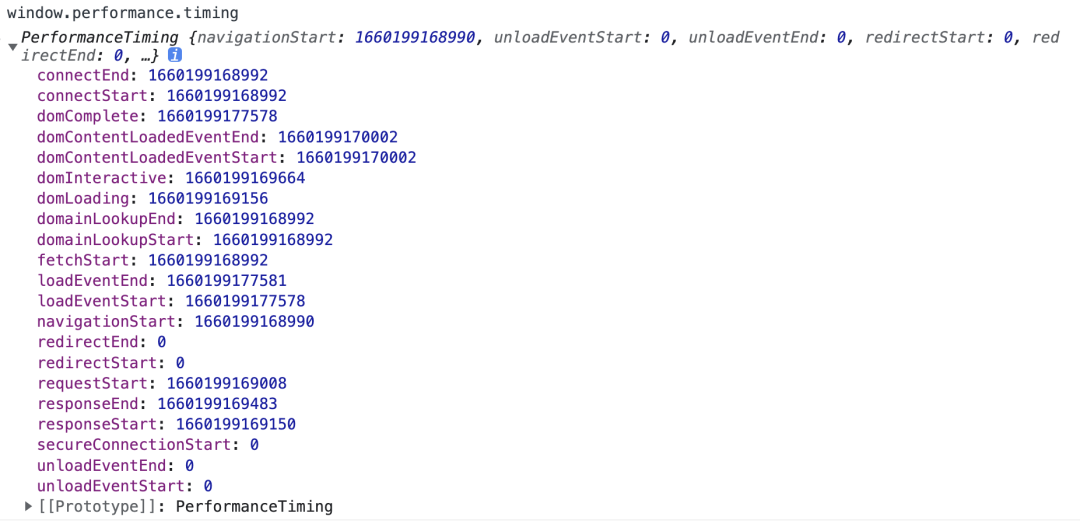 window.performance.timing
PerformanceTiming {navigationStart: 1660199168990, unloadEventStart: 0, unloadEventEnd: 0, redirectStart: 0, red
irectEnd: 0, …} i
connectEnd: 1660199168992
connectStart: 1660199168992
domComplete: 1660199177578
domContentLoadedEventEnd: 1660199170002
domContentLoadedEventStart: 1660199170002
domInteractive: 1660199169664
domLoading: 1660199169156
domainLookupEnd: 1660199168992
domainLookupStart: 1660199168992
fetchStart: 1660199168992
loadEventEnd: 1660199177581
loadEventStart: 1660199177578
navigationStart: 1660199168990
redirectEnd: 0
redirectStart: 0
requestStart: 1660199169008
responseEnd: 1660199169483
responseStart: 1660199169150
secureConnectionStart: 0
unloadEventEnd: 0
unloadEventStart: 0
[[Prototype]]: PerformanceTiming